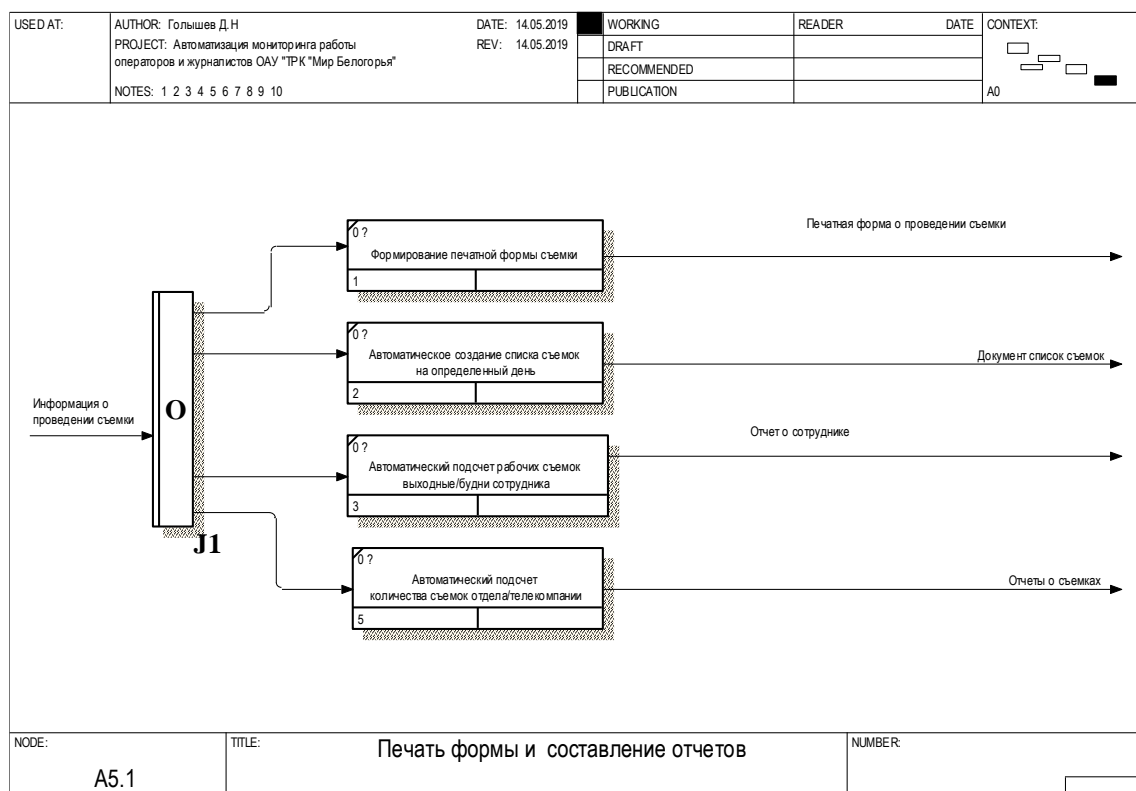 USED AT:
AUTHOR: Голышев Д.Н
DATE: 14.05.2019
WORKING
READER
DATE
CONTEXT:
PROJECT: Автоматизация мониторинга работы
операторов и журналистов ОАУ "ТРК "Мир Белогорья"
REV: 14.05.2019
DRAFT
RECOMMENDED
NOTES: 1 2 3 4 5 6 7 8 9 10
PUBLICATION
A0
0 ?
Формирование печатной формы съемки
1
Печатная форма о проведении съемки
0 ?
Автоматическое создание списка съемок
на определенный день
2
Документ список съемок
Информация о
проведении съемки
O
J1
0 ?
Автоматический подсчет рабочих съемок
выходные/будни сотрудника
3
Отчет о сотруднике
0 ?
Автоматический подсчет
количества съемок отдела/телекомпании
5
Отчеты о съемках
NODE:
A5.1
TITLE:
Печать формы и составление отчетов
NUMBER: